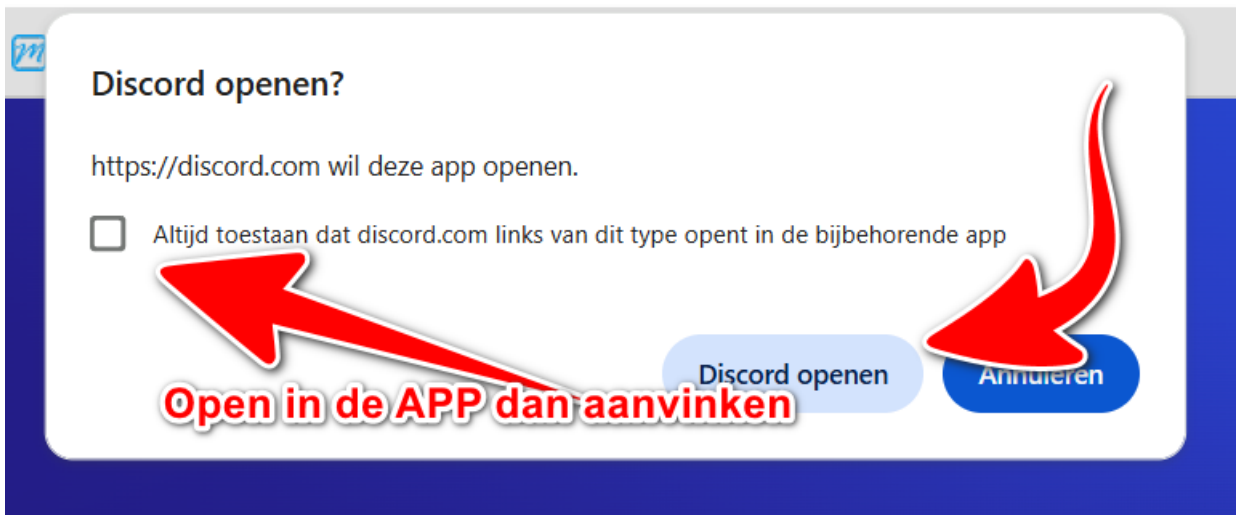 Discord openen?
https://discord.com wil deze app openen.
Altijd toestaan dat discord.com links van dit type opent in de bijbehorende app
Discord openen
Annuleren
Open in de APP dan aanvinken